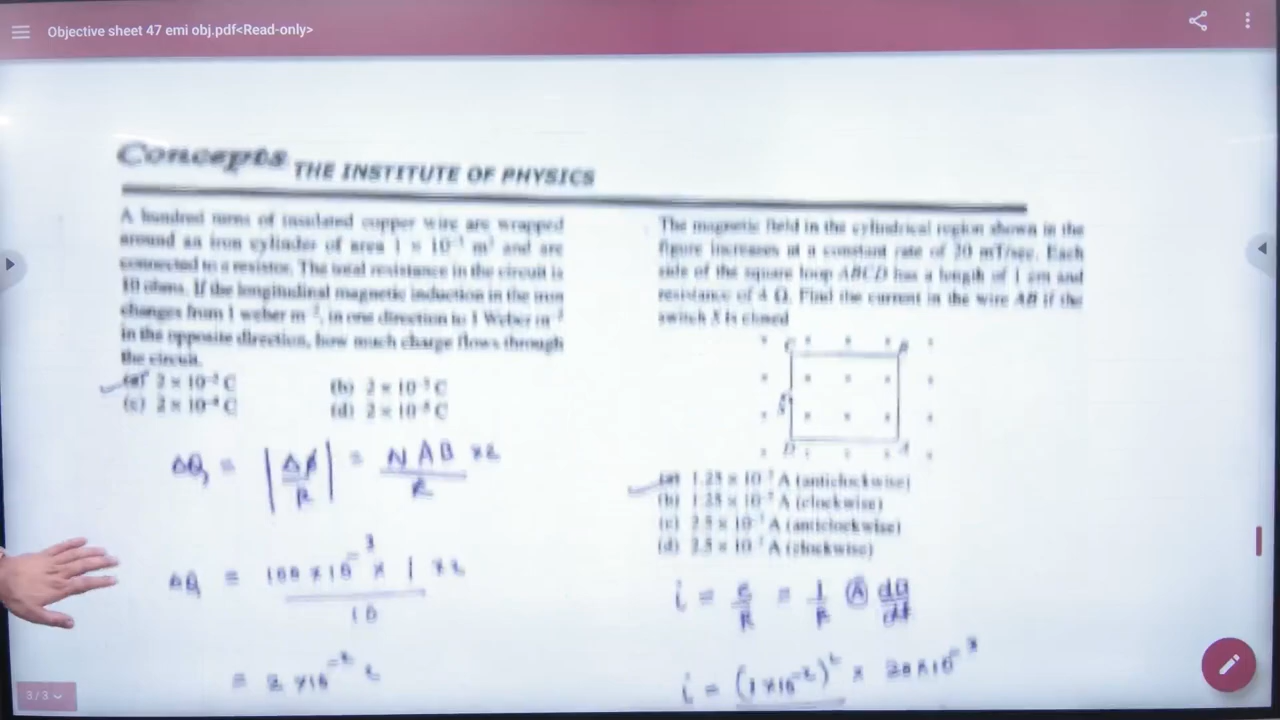 Objective sheet 47 emi obj.pdf<Read-only>
Concepts THE INSTITUTE OF PHYSICS
A hundred turns of insulated copper wire are wrapped
around an iron cylinder of area 1 × 10⁻³ m² and are
connected to a resistor. The total resistance in the circuit is
10 ohms. If the longitudinal magnetic induction in the iron
changes from 1 weber m⁻², in one direction to 1 Weber m⁻²
in the opposite direction, how much charge flows through
the circuit.
(a) 2 × 10⁻² C (b) 2 × 10⁻³ C
(c) 2 × 10⁻⁴ C (d) 2 × 10 C
Δq = |Δϕ/R| = NAB ×2/R
Δq = 100 × 10⁻³ × 1 × 2/10
= 2 × 10⁻² C
The magnetic field in the cylindrical region shown in the
figure increases at a constant rate of 20 mT/sec. Each
side of the square loop ABCD has a length of 1 cm and
resistance of 4 Ω. Find the current in the wire AB if the
switch S is closed
C B
S
D A
(a) 1.25 × 10⁻⁷ A (anticlockwise)
(b) 1.25 × 10⁻⁷ A (clockwise)
(c) 2.5 × 10⁻⁷ A (anticlockwise)
(d) 2.5 × 10⁻⁷ A (clockwise)
i = e/R = 1/R A dB/dt
i = (1×10⁻²)² × 20×10⁻³
3 / 3